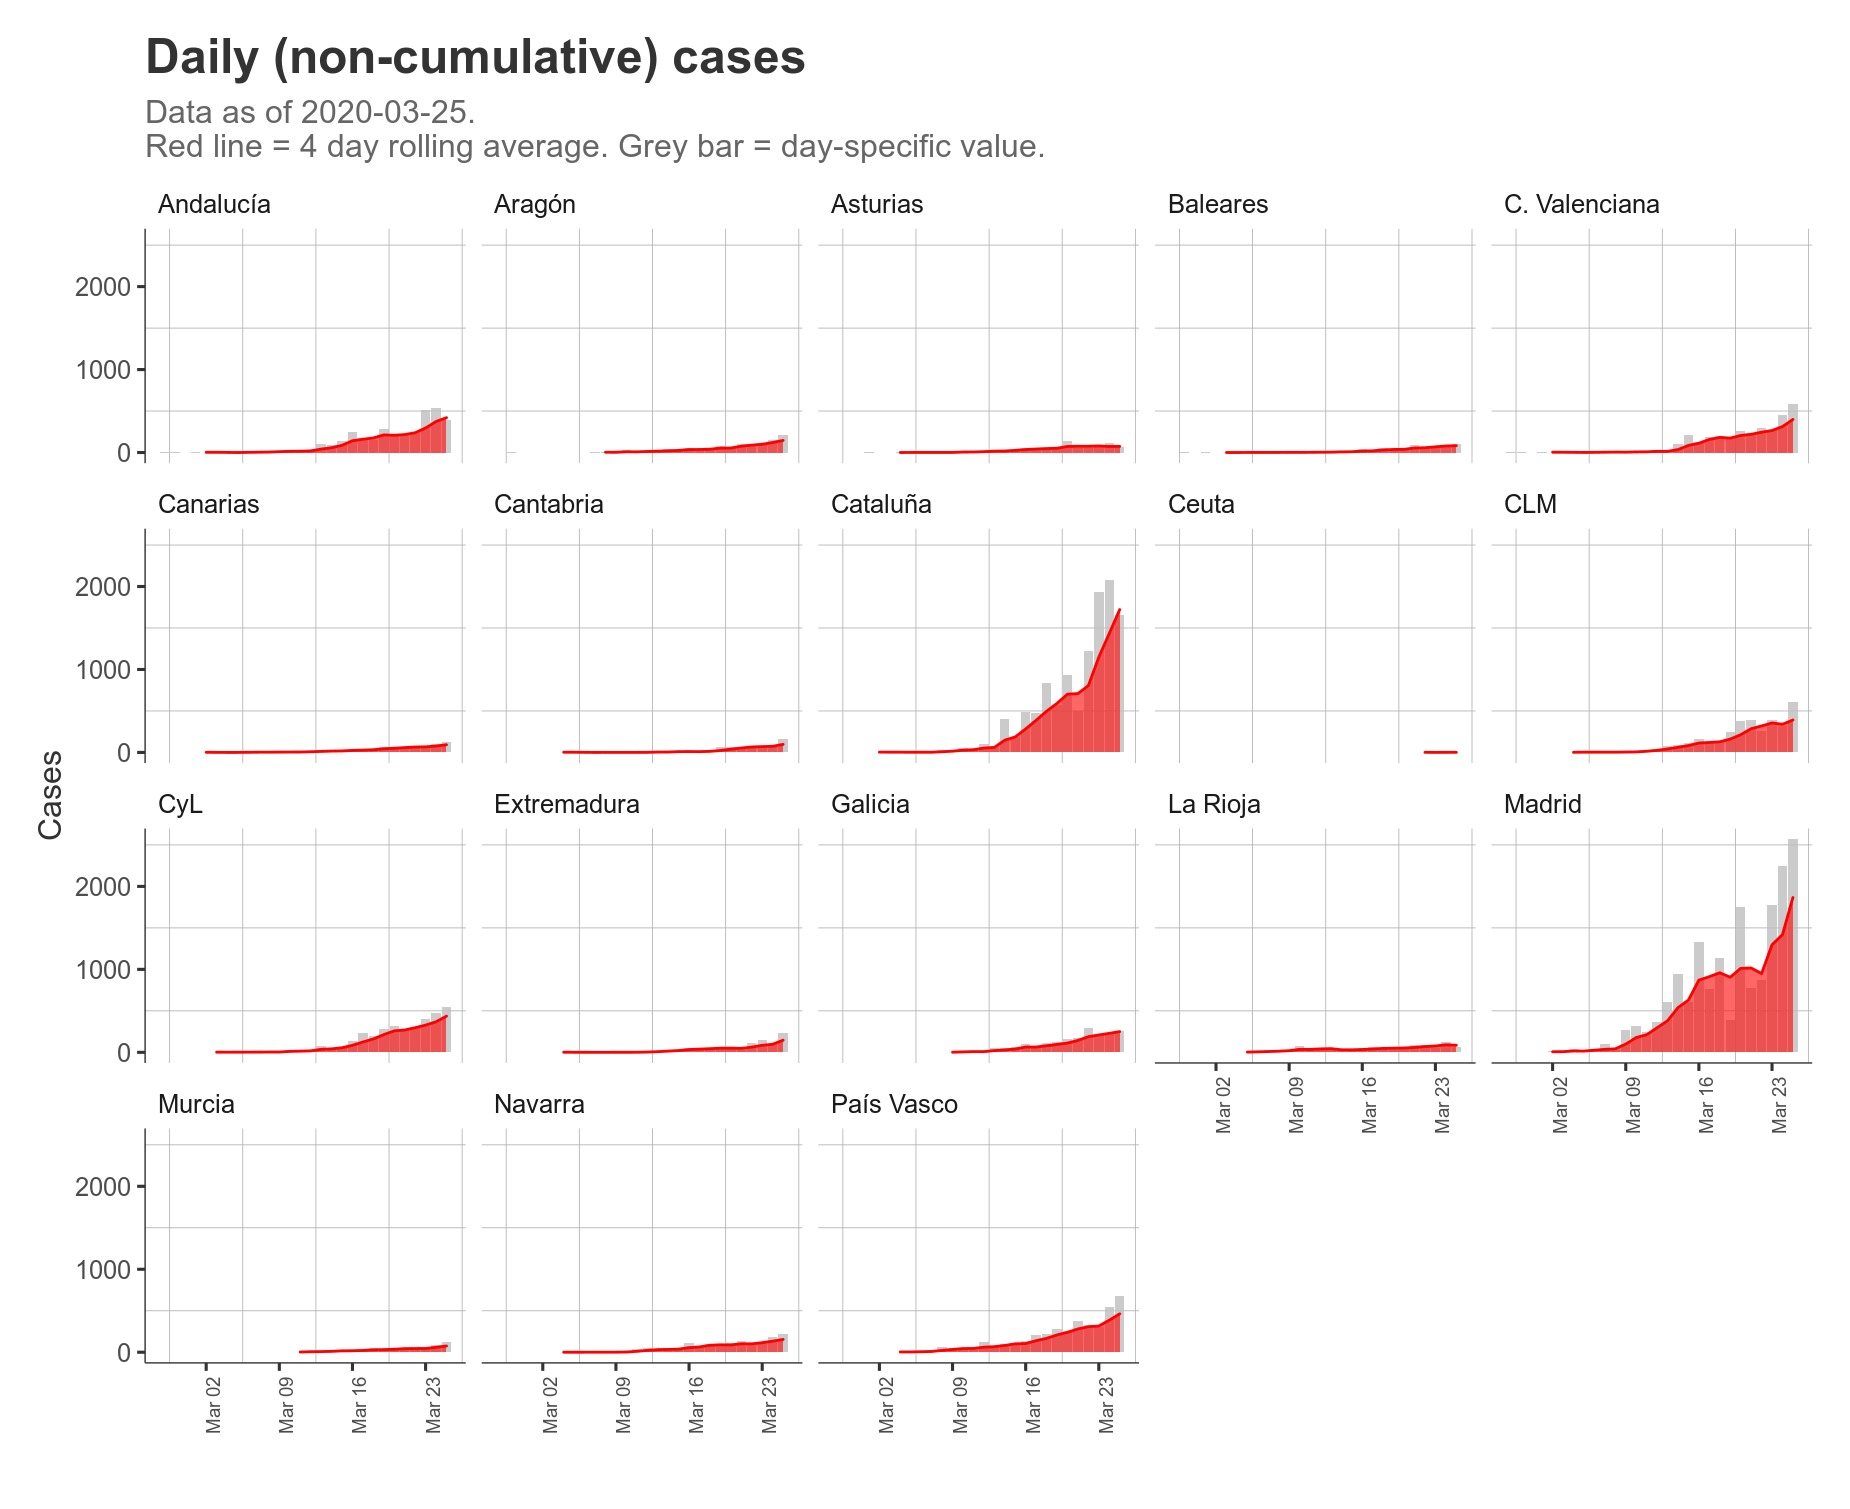 Daily (non-cumulative) cases
Data as of 2020-03-25.
Red line = 4 day rolling average. Grey bar = day-specific value.
Andalucía Aragón Asturias Baleares C. Valenciana
2000
1000
0
Canarias Cantabria Cataluña Ceuta CLM
2000
1000
0
Cases
CyL Extremadura Galicia La Rioja Madrid
2000
1000
0
Mar 02 Mar 09 Mar 16 Mar 23 Mar 02 Mar 09 Mar 16 Mar 23
Murcia Navarra País Vasco
2000
1000
0
Mar 02 Mar 09 Mar 16 Mar 23 Mar 02 Mar 09 Mar 16 Mar 23 Mar 02 Mar 09 Mar 16 Mar 23